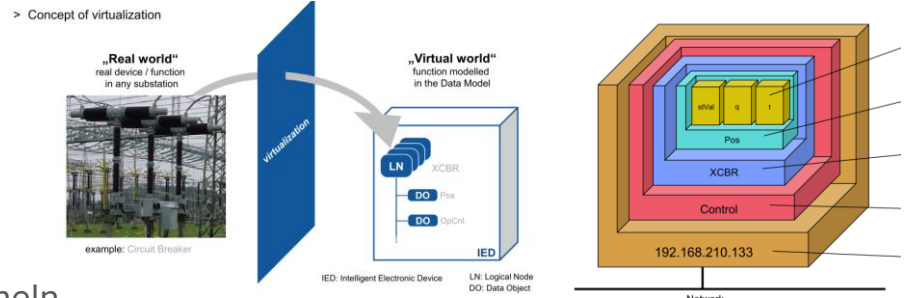 > Concept of virtualization
„Real world“
real device / function
in any substation
example: Circuit Breaker
virtualization
„Virtual world“
function modelled
in the Data Model
LN
XCBR
DO Pos
DO OpCnt
IED
IED: Intelligent Electronic Device
LN: Logical Node
DO: Data Object
stVal
q
t
Pos
XCBR
Control
192.168.210.133